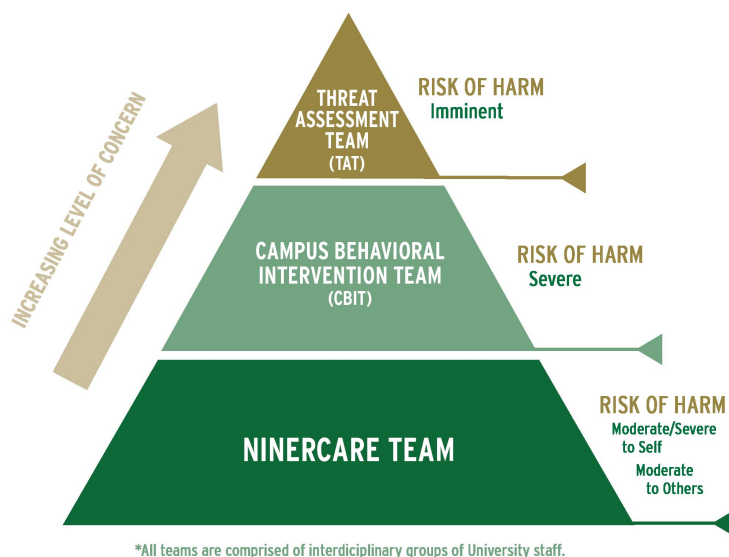 THREAT
ASSESSMENT
TEAM
(TAT)
RISK OF HARM
Imminent
INCREASING LEVEL OF CONCERN
CAMPUS BEHAVIORAL
INTERVENTION TEAM
(CBIT)
RISK OF HARM
Severe
NINERCARE TEAM
RISK OF HARM
Moderate/Severe
to Self
Moderate
to Others
*All teams are comprised of interdiciplinary groups of University staff.